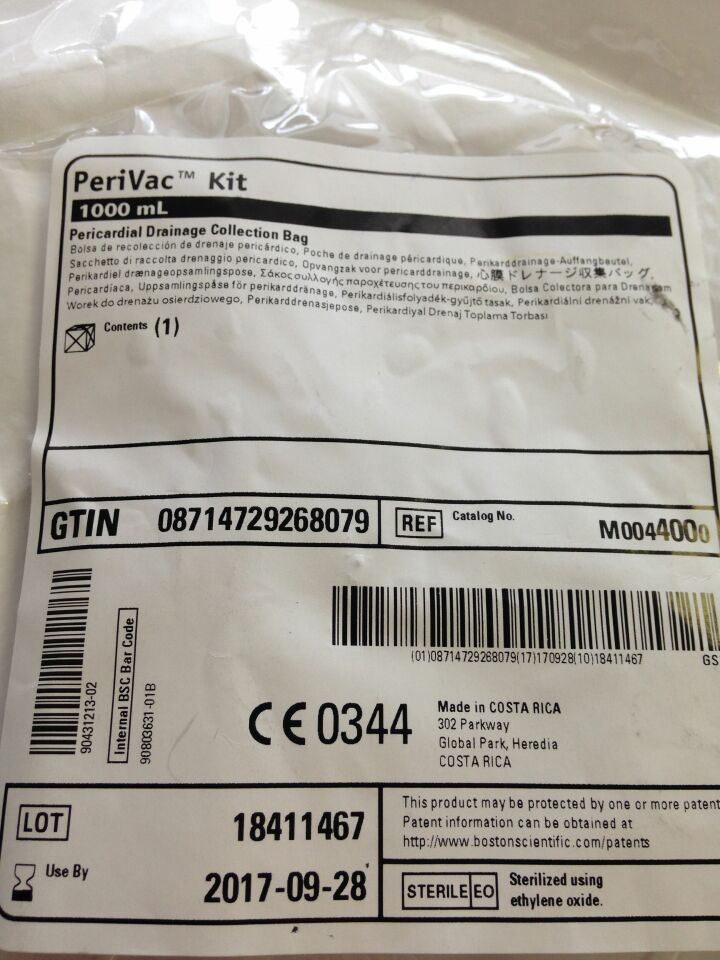 PeriVac™ Kit
1000 mL
Pericardial Drainage Collection Bag
Bolsa de recolección de drenaje pericárdico, Poche de drainage péricardique, Perikarddrainage-Auffangbeutel,
Sacchetto di raccolta drenaggio pericardico, Opvangzak voor pericarddrainage, 心膜ドレナージ収集バッグ,
Perikardiel drænageopsamlingspose, Σάκος συλλογής παροχέτευσης του περικαρδίου, Bolsa Colectora para Drenagem
Pericardíaca, Uppsamlingspåse för perikarddränage, Perikardiálisfolyadék-gyűjtő tasak, Perikardiální drenážní vak,
Worek do drenażu osierdziowego, Perikarddrenasjepose, Perikardiyal Drenaj Toplama Torbası
Contents (1)
GTIN 08714729268079
REF Catalog No. M0044000
(01)08714729268079(17)170928(10)18411467
GS
90431213-02
Internal BSC Bar Code
90803631-01B
CE 0344
Made in COSTA RICA
302 Parkway
Global Park, Heredia
COSTA RICA
LOT 18411467
Use By
2017-09-28
This product may be protected by one or more patent
Patent information can be obtained at
http://www.bostonscientific.com/patents
STERILE EO
Sterilized using
ethylene oxide.